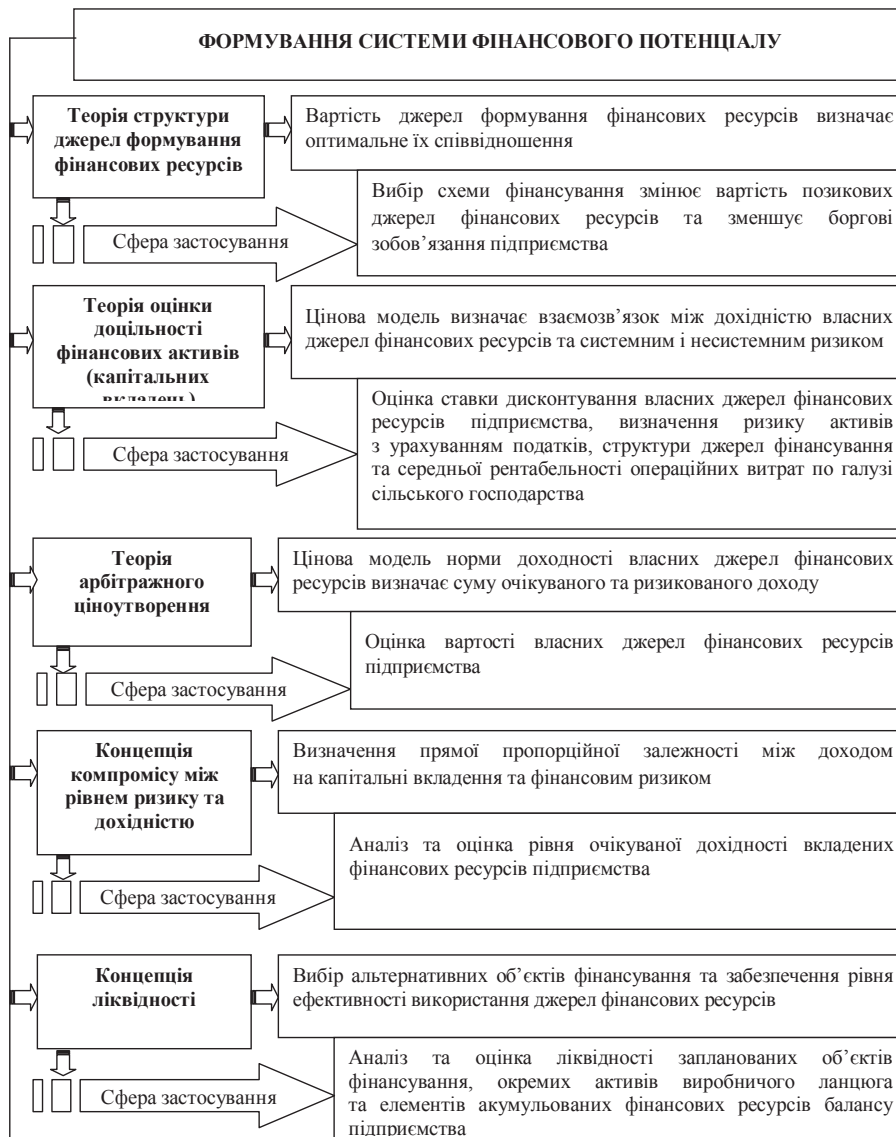 ФОРМУВАННЯ СИСТЕМИ ФІНАНСОВОГО ПОТЕНЦІАЛУ
Теорія структури
джерел формування
фінансових ресурсів
Вартість джерел формування фінансових ресурсів визначає
оптимальне їх співвідношення
Вибір схеми фінансування змінює вартість позикових
джерел фінансових ресурсів та зменшує боргові
зобов’язання підприємства
Сфера застосування
Теорія оцінки
доцільності
фінансових активів
(капітальних
вкладень)
Цінова модель визначає взаємозв’язок між дохідністю власних
джерел фінансових ресурсів та системним і несистемним ризиком
Оцінка ставки дисконтування власних джерел фінансових
ресурсів підприємства, визначення ризику активів
з урахуванням податків, структури джерел фінансування
та середньої рентабельності операційних витрат по галузі
сільського господарства
Сфера застосування
Теорія
арбітражного
ціноутворення
Цінова модель норми доходності власних джерел фінансових
ресурсів визначає суму очікуваного та ризикованого доходу
Оцінка вартості власних джерел фінансових ресурсів
підприємства
Сфера застосування
Концепція
компромісу між
рівнем ризику та
дохідністю
Визначення прямої пропорційної залежності між доходом
на капітальні вкладення та фінансовим ризиком
Аналіз та оцінка рівня очікуваної дохідності вкладених
фінансових ресурсів підприємства
Сфера застосування
Концепція
ліквідності
Вибір альтернативних об’єктів фінансування та забезпечення рівня
ефективності використання джерел фінансових ресурсів
Аналіз та оцінка ліквідності запланованих об’єктів
фінансування, окремих активів виробничого ланцюга
та елементів акумульованих фінансових ресурсів балансу
підприємства
Сфера застосування